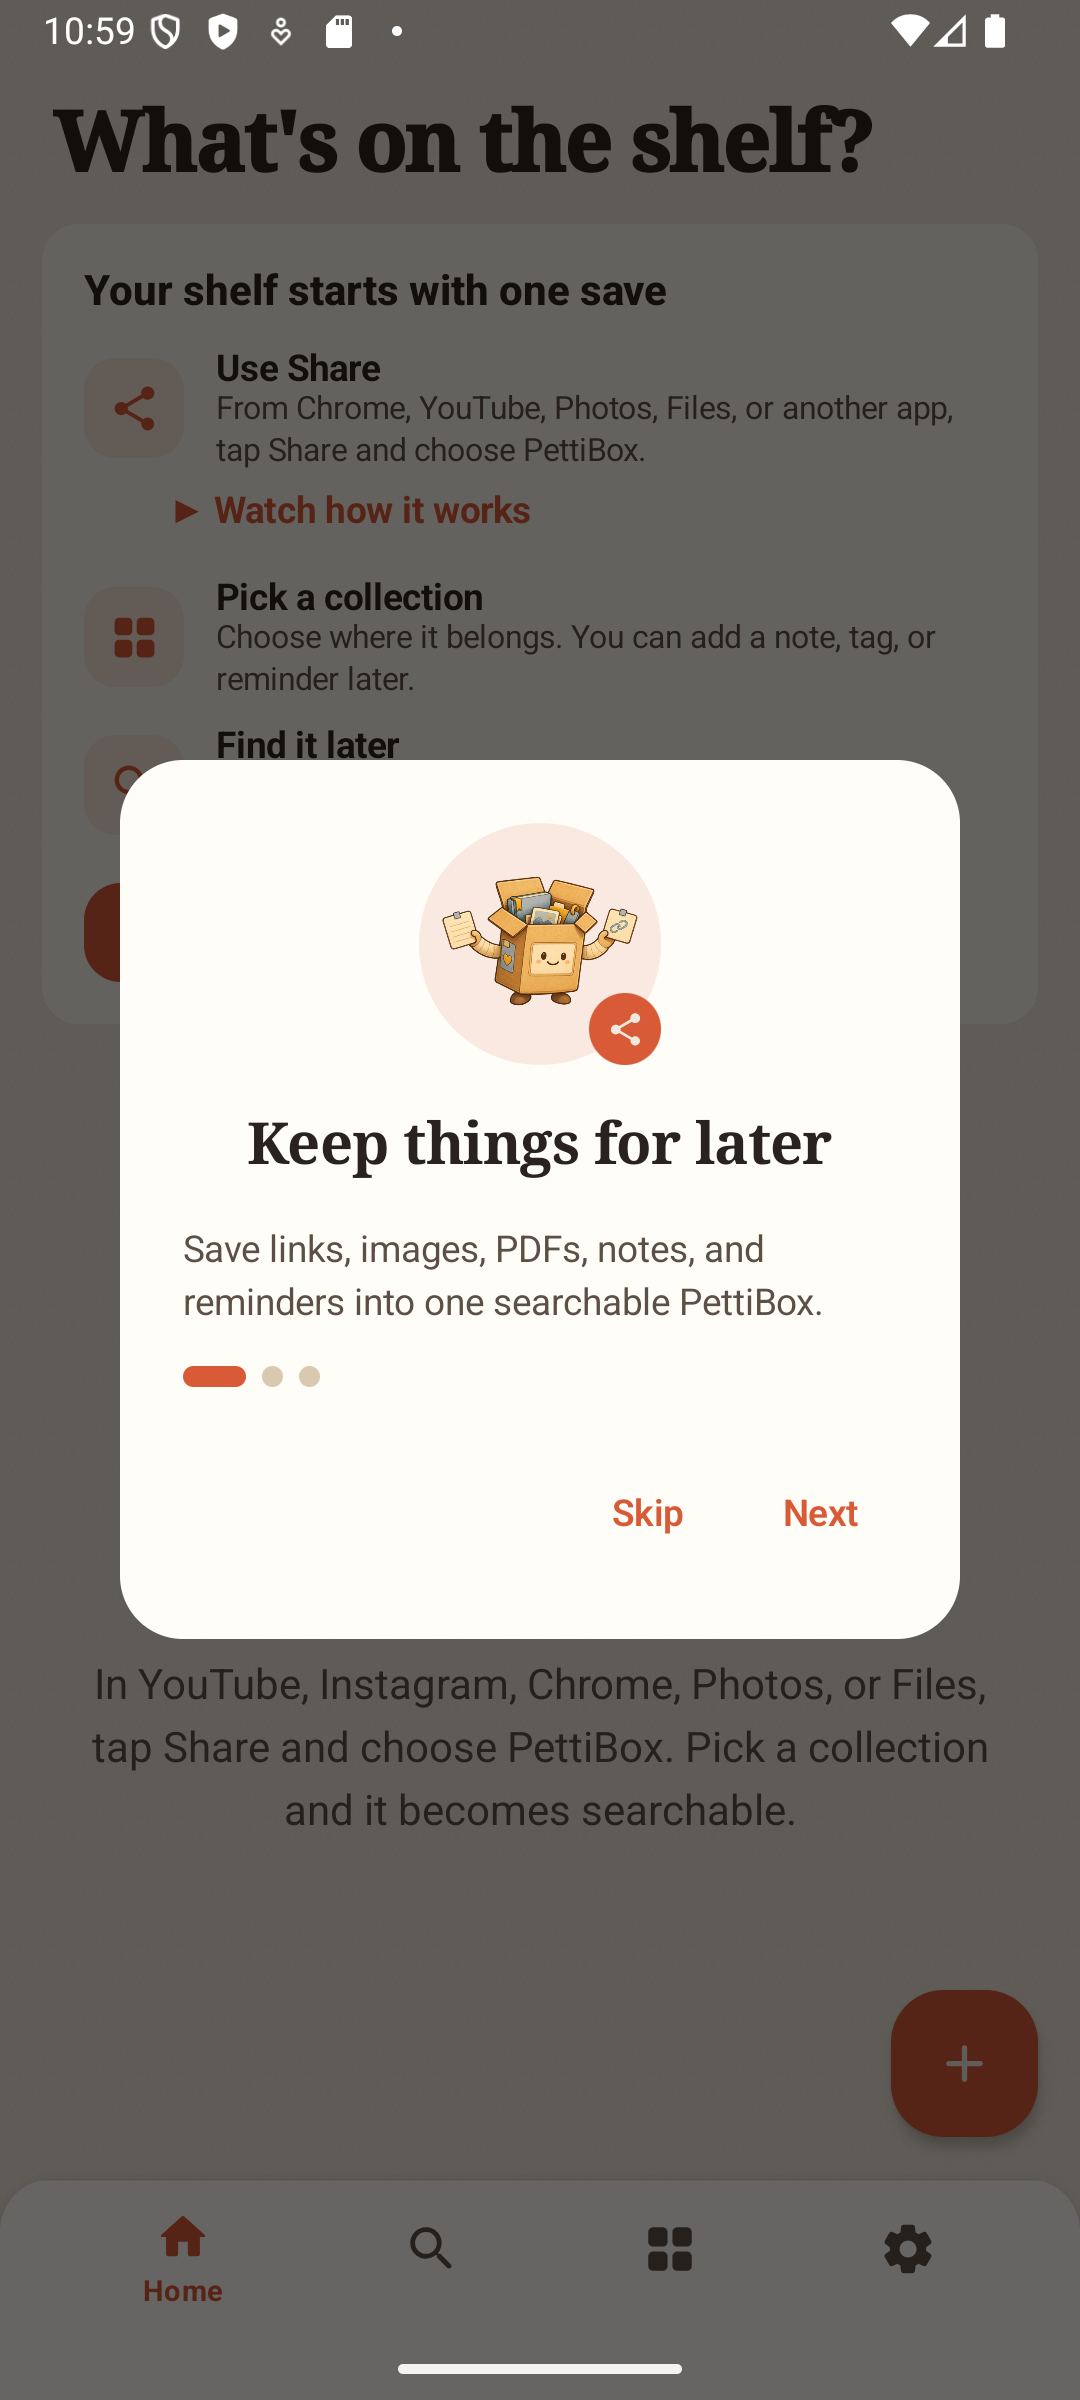 10:59
What's on the shelf?
Your shelf starts with one save
Use Share
From Chrome, YouTube, Photos, Files, or another app,
tap Share and choose PettiBox.
Watch how it works
Pick a collection
Choose where it belongs. You can add a note, tag, or
reminder later.
Find it later
Keep things for later
Save links, images, PDFs, notes, and
reminders into one searchable PettiBox.
Skip
Next
In YouTube, Instagram, Chrome, Photos, or Files,
tap Share and choose PettiBox. Pick a collection
and it becomes searchable.
Home